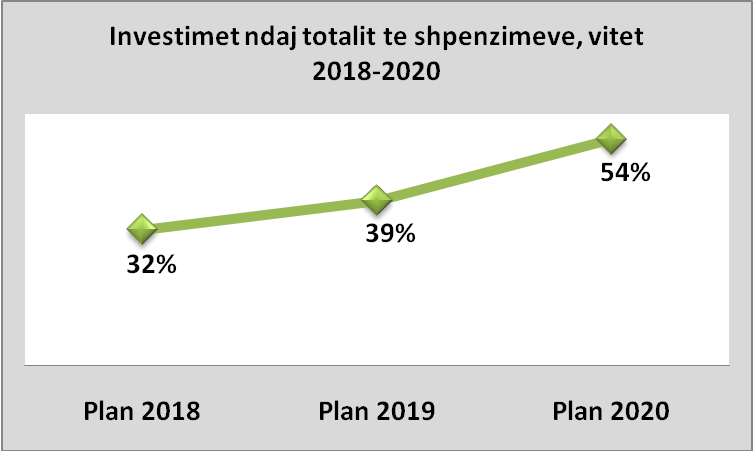 Investimet ndaj totalit te shpenzimeve, vitet
2018-2020
32%
39%
54%
Plan 2018
Plan 2019
Plan 2020